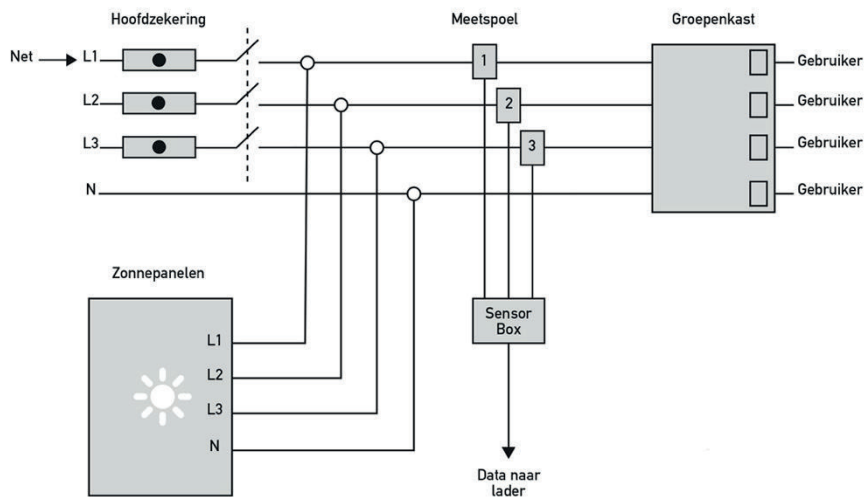 Hoofdzekering
Meetspoel
Groepenkast
Net
L1
1
Gebruiker
L2
2
Gebruiker
L3
3
Gebruiker
N
Gebruiker
Zonnepanelen
L1
L2
L3
N
Sensor
Box
Data naar
lader